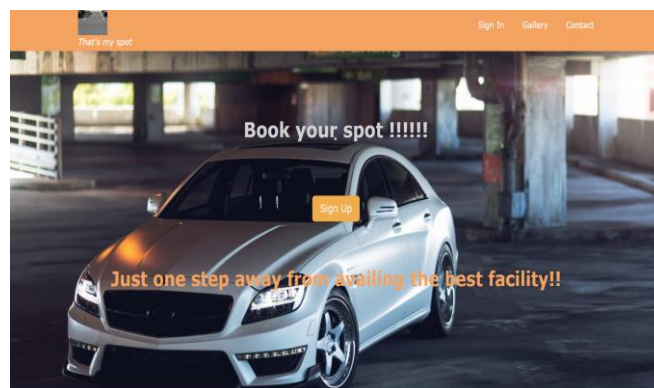 That's my spot
Sign In Gallery Contact
Book your spot !!!!!!
Sign Up
Just one step away from availing the best facility!!